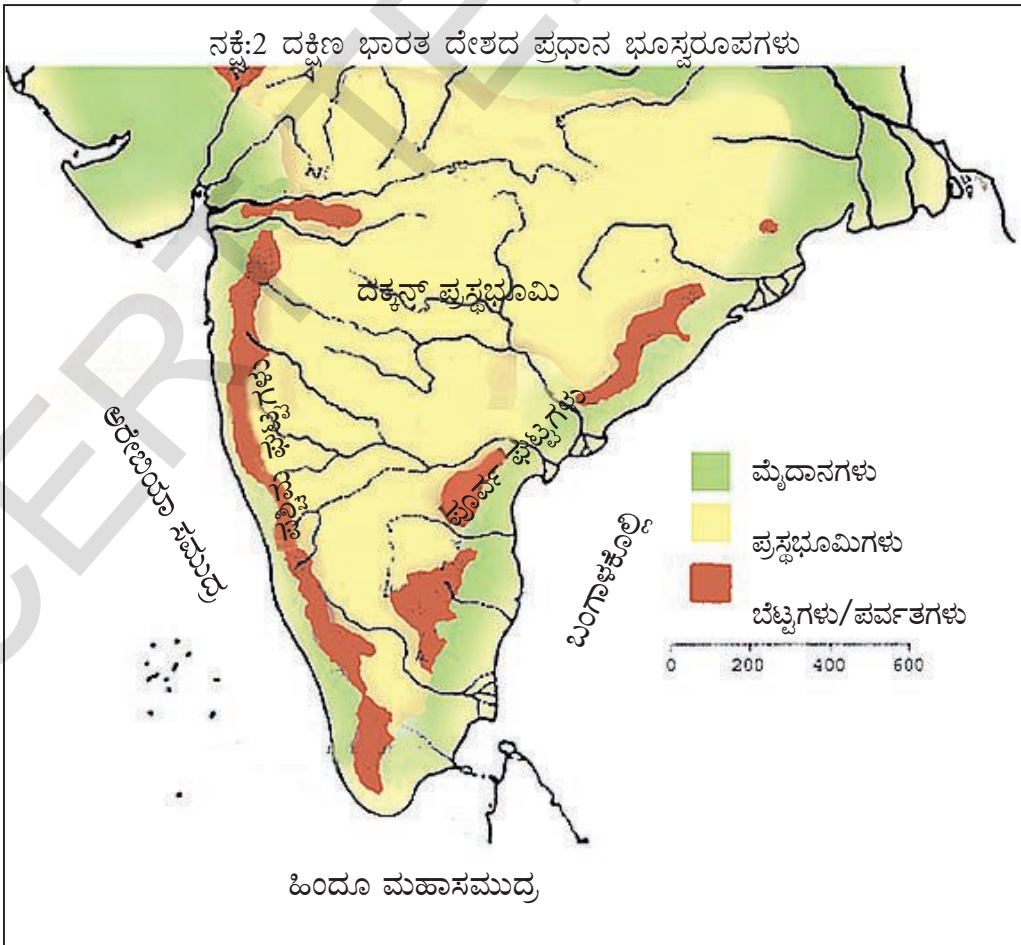 ನಕ್ಷೆ:2 ದಕ್ಷಿಣ ಭಾರತ ದೇಶದ ಪ್ರಧಾನ ಭೂಸ್ವರೂಪಗಳು
ದಕ್ಕನ್ ಪ್ರಸ್ಥಭೂಮಿ
ಪಶ್ಚಿಮ ಘಟ್ಟಗಳು
ಪೂರ್ವ ಘಟ್ಟಗಳು
ಅರೇಬಿಯಾ ಸಮುದ್ರ
ಬಂಗಾಳಕೊಲ್ಲಿ
ಮೈದಾನಗಳು
ಪ್ರಸ್ಥಭೂಮಿಗಳು
ಬೆಟ್ಟಗಳು/ಪರ್ವತಗಳು
0 200 400 600
ಹಿಂದೂ ಮಹಾಸಮುದ್ರ